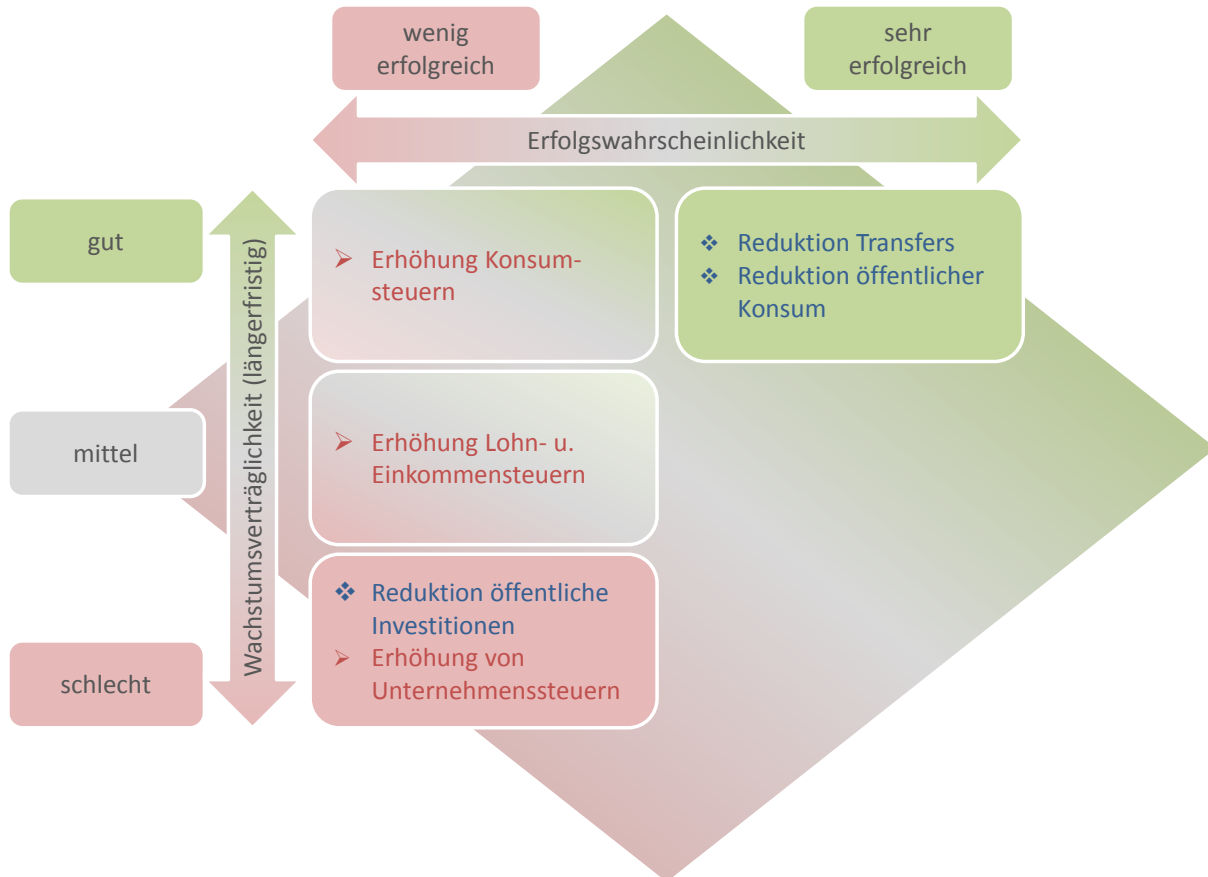 wenig
erfolgreich
sehr
erfolgreich
Erfolgswahrscheinlichkeit
gut
mittel
schlecht
Wachstumsverträglichkeit (längerfristig)
Erhöhung Konsum-
steuern
Reduktion Transfers
Reduktion öffentlicher
Konsum
Erhöhung Lohn- u.
Einkommensteuern
Reduktion öffentliche
Investitionen
Erhöhung von
Unternehmenssteuern